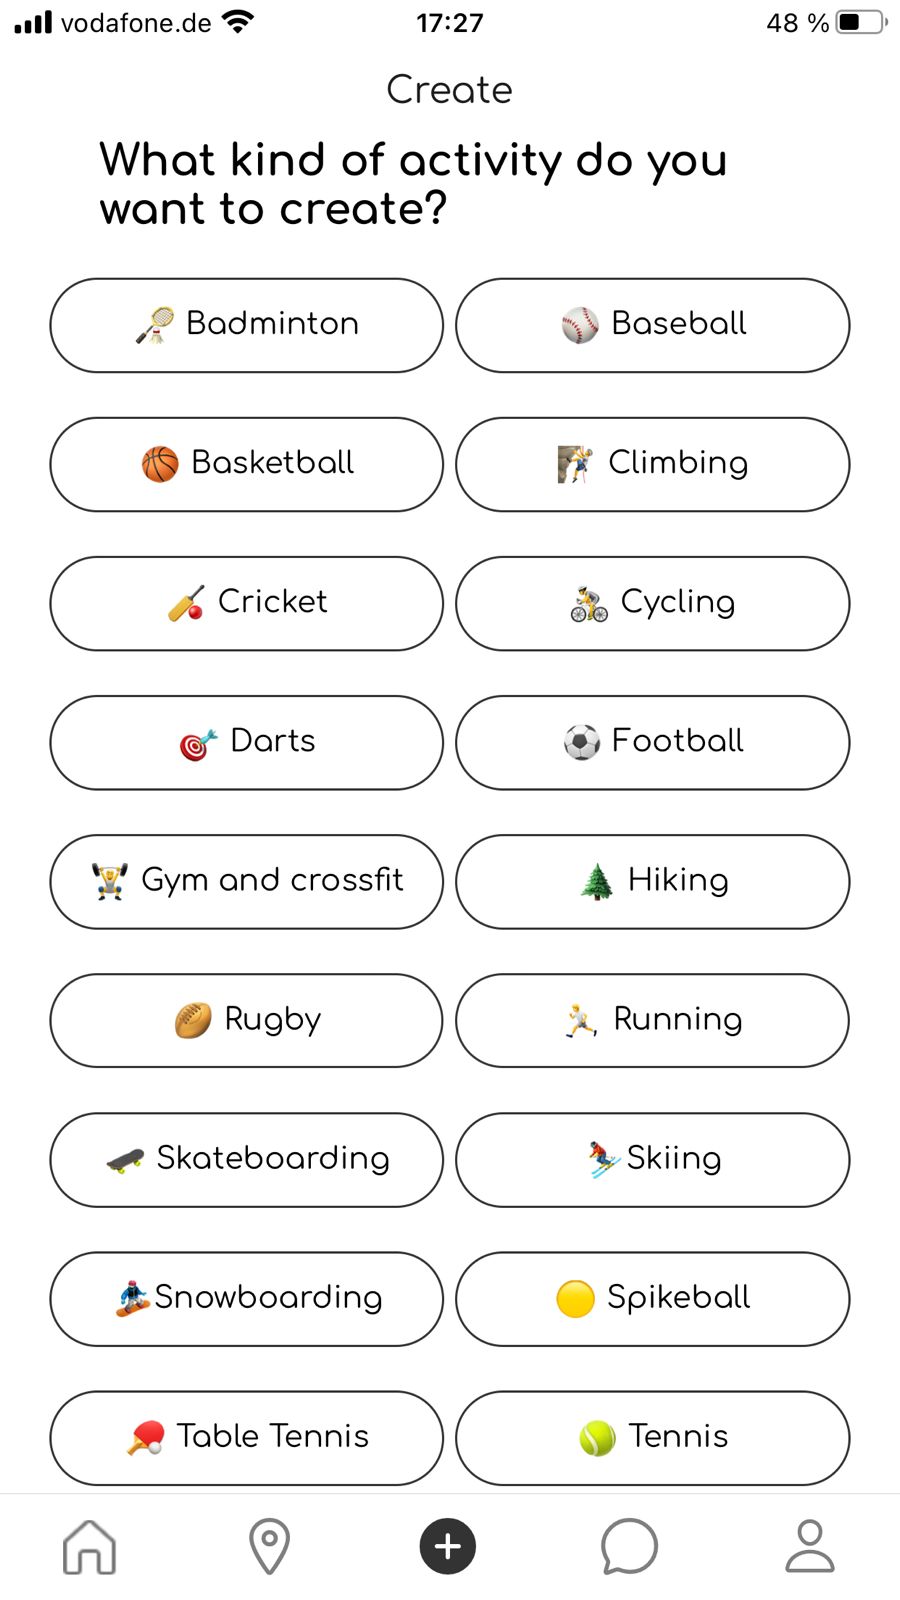 vodafone.de 17:27 48 %
Create
What kind of activity do you
want to create?
Badminton
Baseball
Basketball
Climbing
Cricket
Cycling
Darts
Football
Gym and crossfit
Hiking
Rugby
Running
Skateboarding
Skiing
Snowboarding
Spikeball
Table Tennis
Tennis